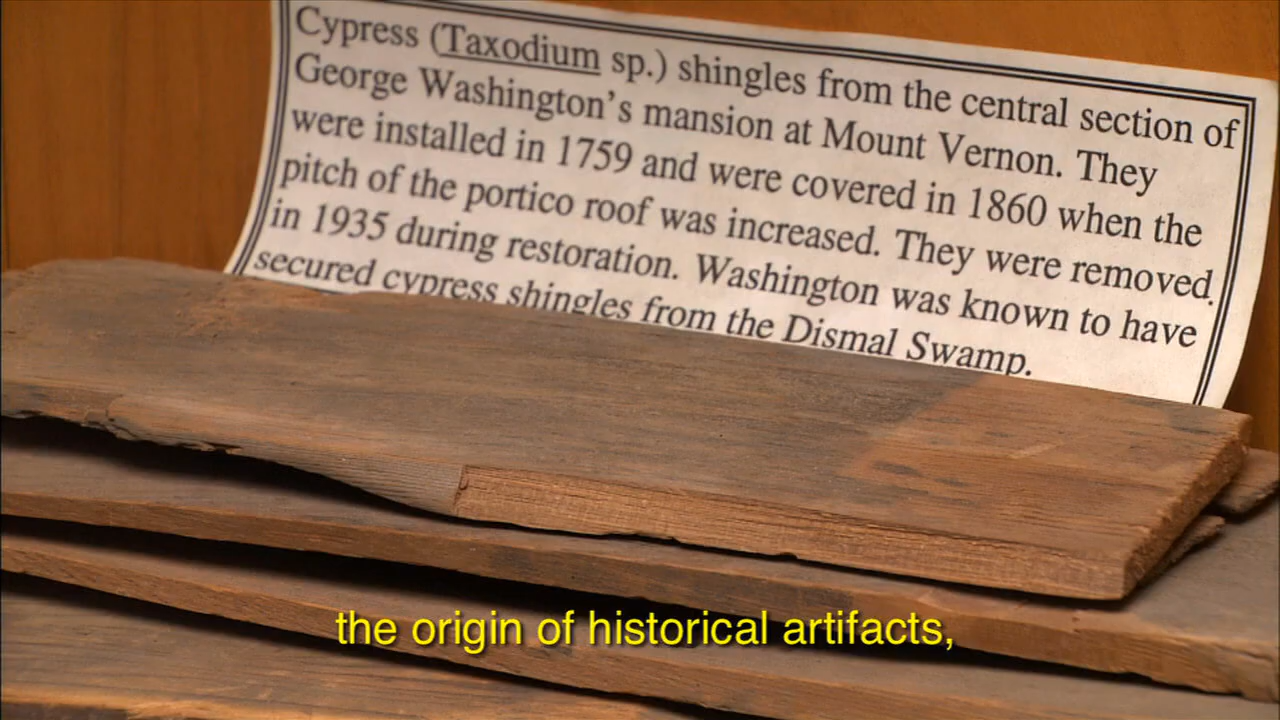 Cypress (Taxodium sp.) shingles from the central section of
George Washington's mansion at Mount Vernon. They
were installed in 1759 and were covered in 1860 when the
pitch of the portico roof was increased. They were removed
in 1935 during restoration. Washington was known to have
secured cypress shingles from the Dismal Swamp.
the origin of historical artifacts,